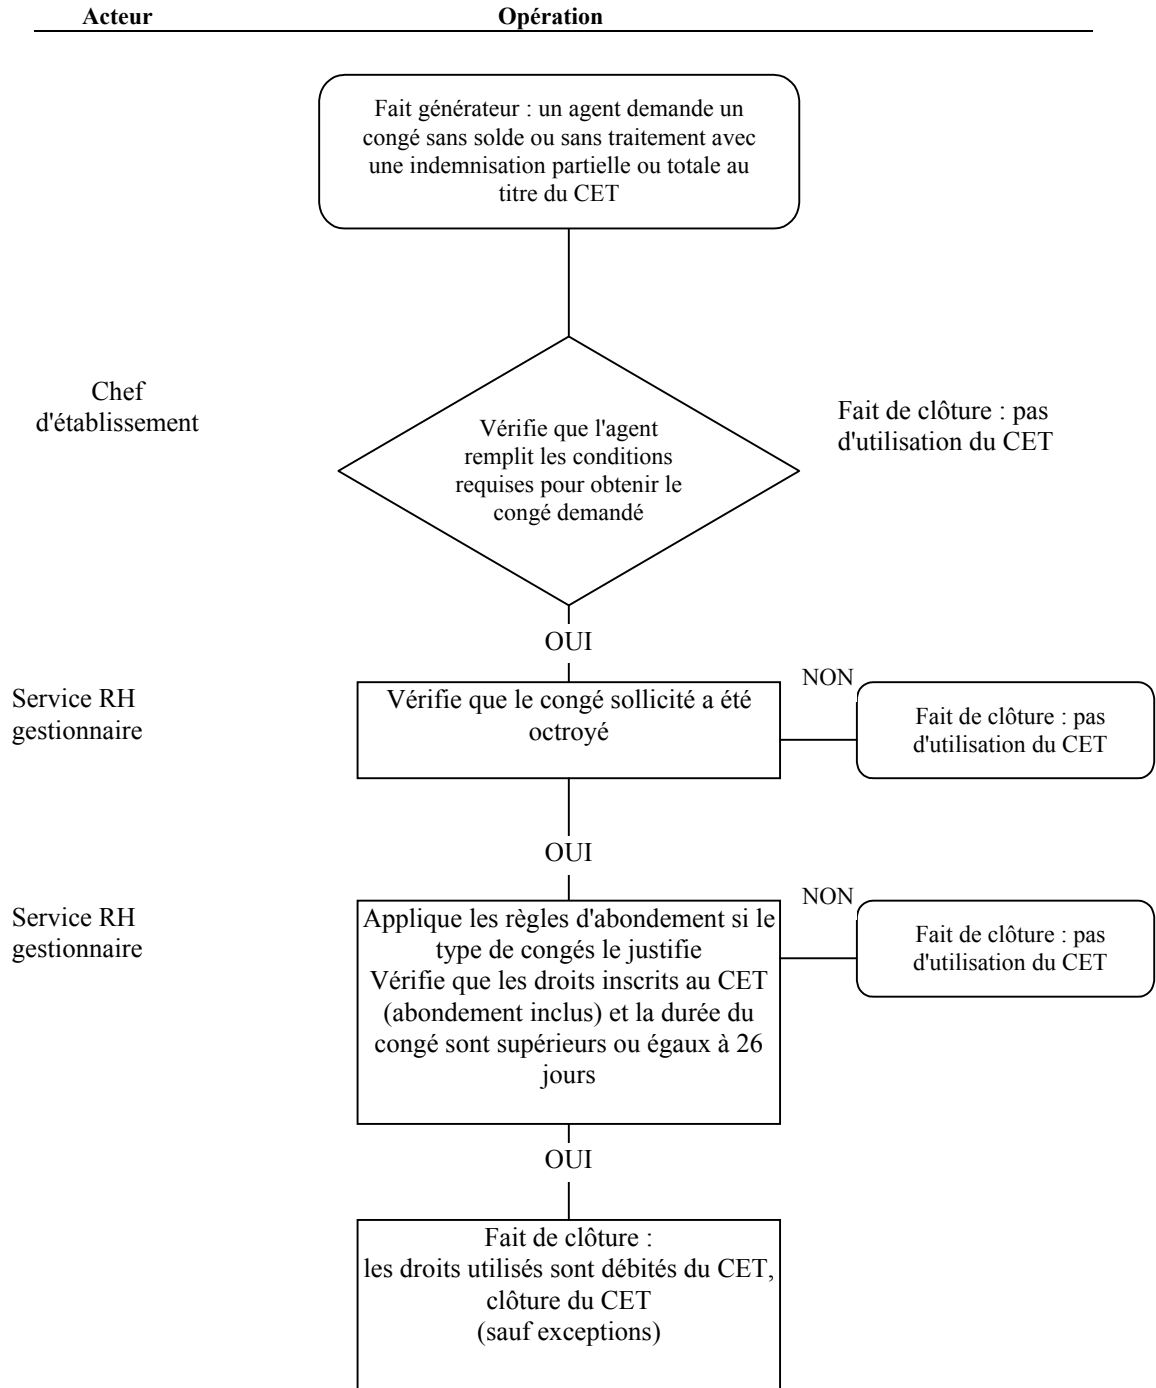 Acteur Opération
Fait générateur : un agent demande un
congé sans solde ou sans traitement avec
une indemnisation partielle ou totale au
titre du CET
Chef
d'établissement
Vérifie que l'agent
remplit les conditions
requises pour obtenir le
congé demandé
Fait de clôture : pas
d'utilisation du CET
OUI
Service RH
gestionnaire
Vérifie que le congé sollicité a été
octroyé
NON
Fait de clôture : pas
d'utilisation du CET
OUI
Service RH
gestionnaire
Applique les règles d'abondement si le
type de congés le justifie
Vérifie que les droits inscrits au CET
(abondement inclus) et la durée du
congé sont supérieurs ou égaux à 26
jours
NON
Fait de clôture : pas
d'utilisation du CET
OUI
Fait de clôture :
les droits utilisés sont débités du CET,
clôture du CET
(sauf exceptions)